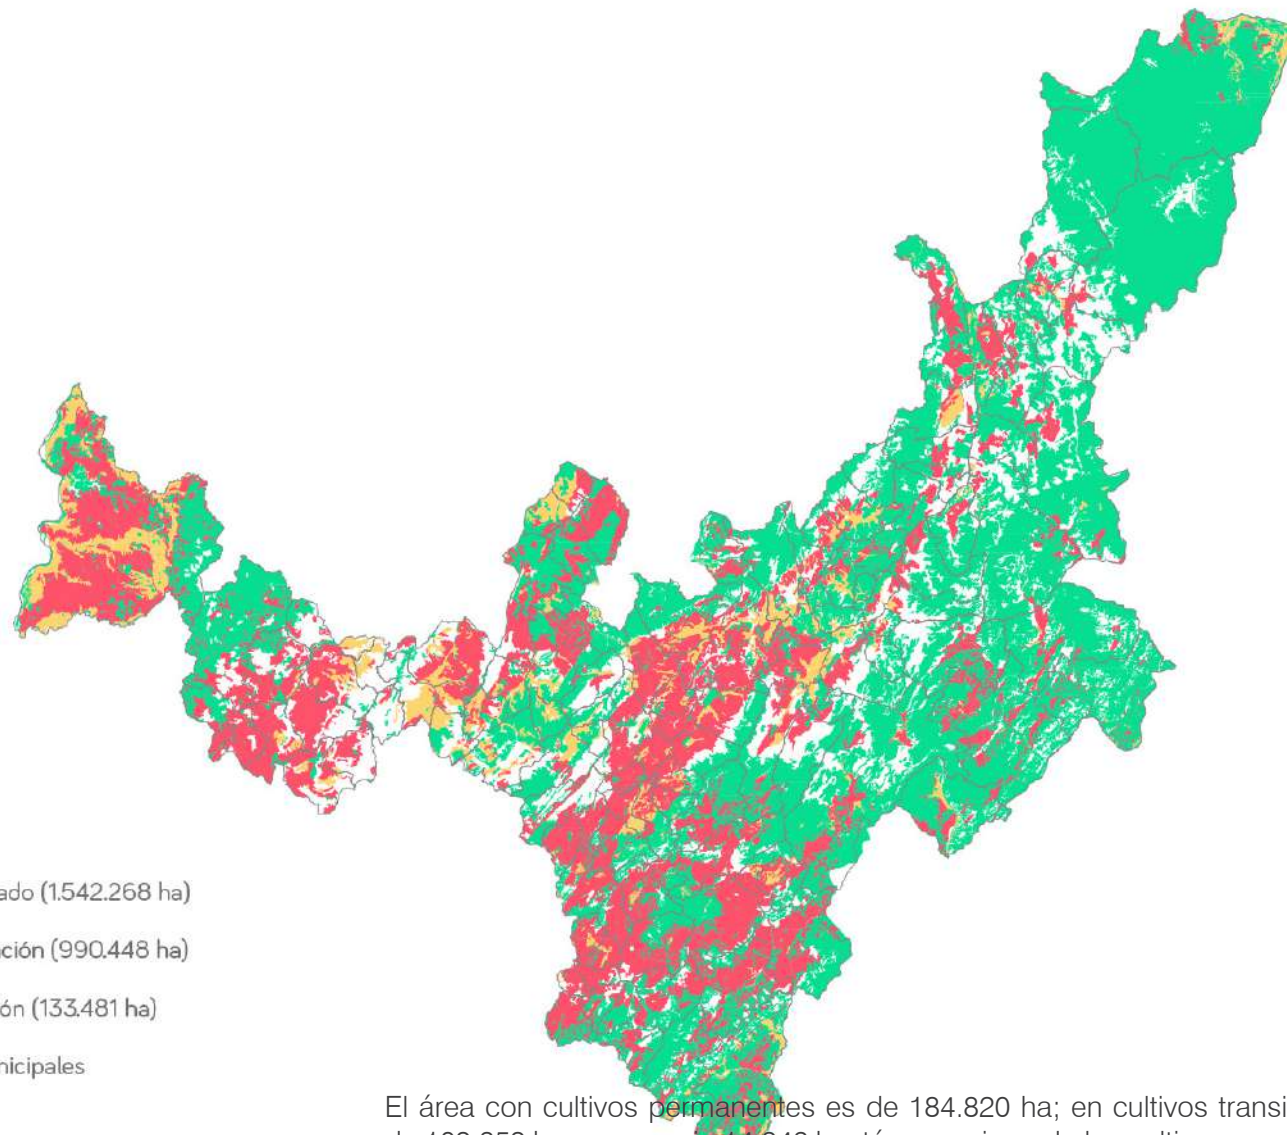 ado (1.542.268 ha)
ción (990.448 ha)
ón (133.481 ha)
nicipales
El área con cultivos permanentes es de 184.820 ha; en cultivos transi